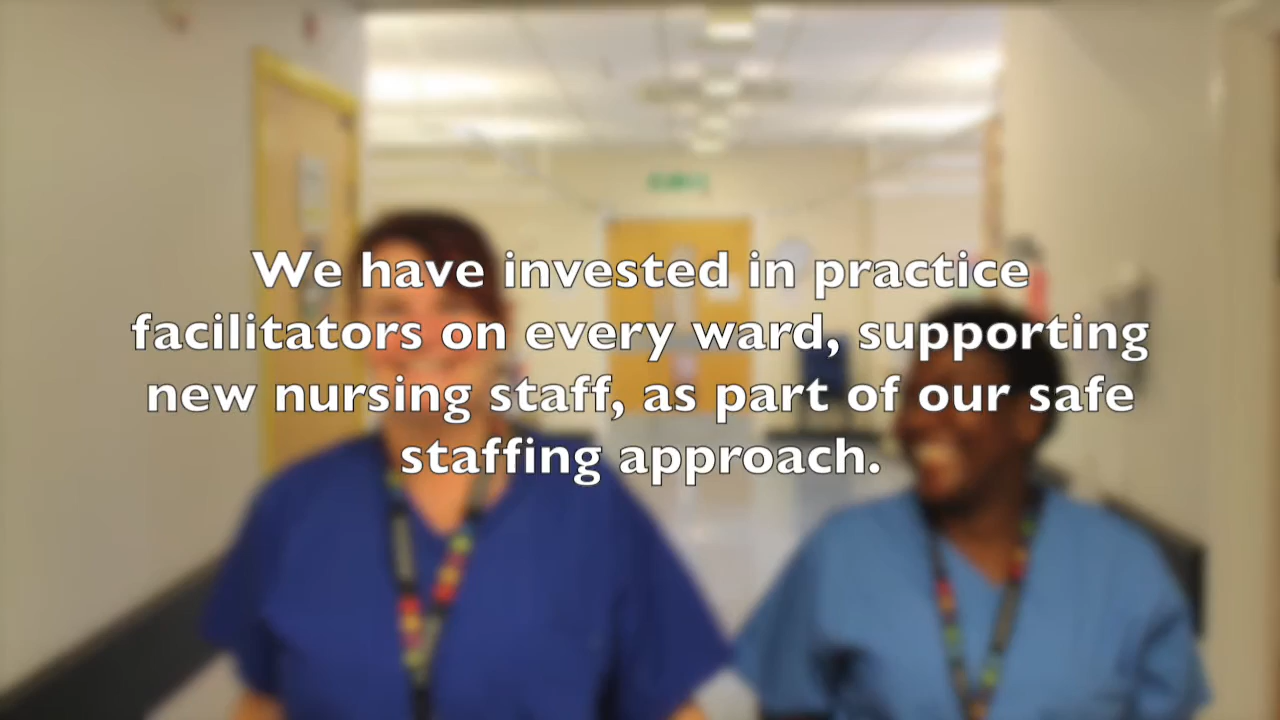 We have invested in practice
facilitators on every ward, supporting
new nursing staff, as part of our safe
staffing approach.